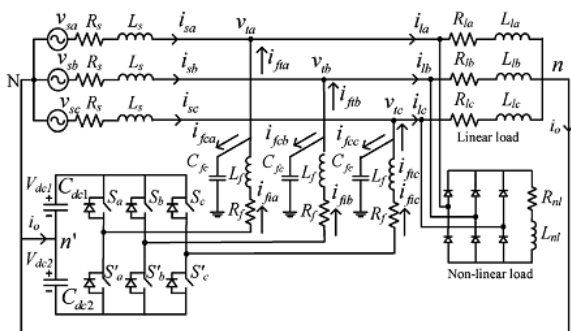 v_sa R_s L_s i_sa v_ta i_la R_la L_la
N v_sb R_s L_s i_sb i_fta v_tb i_lb R_lb L_lb n
v_sc R_s L_s i_sc i_ftb v_tc i_lc R_lc L_lc i_o
Linear load
i_fca i_fcb i_fcc i_ftc
C_fc L_f C_fc L_f C_fc L_f
V_dc1 C_dc1 S_a S_b S_c R_f i_fia R_f i_fib R_f i_fic R_nl
i_o n' L_nl
V_dc2 C_dc2 S'_a S'_b S'_c
Non-linear load